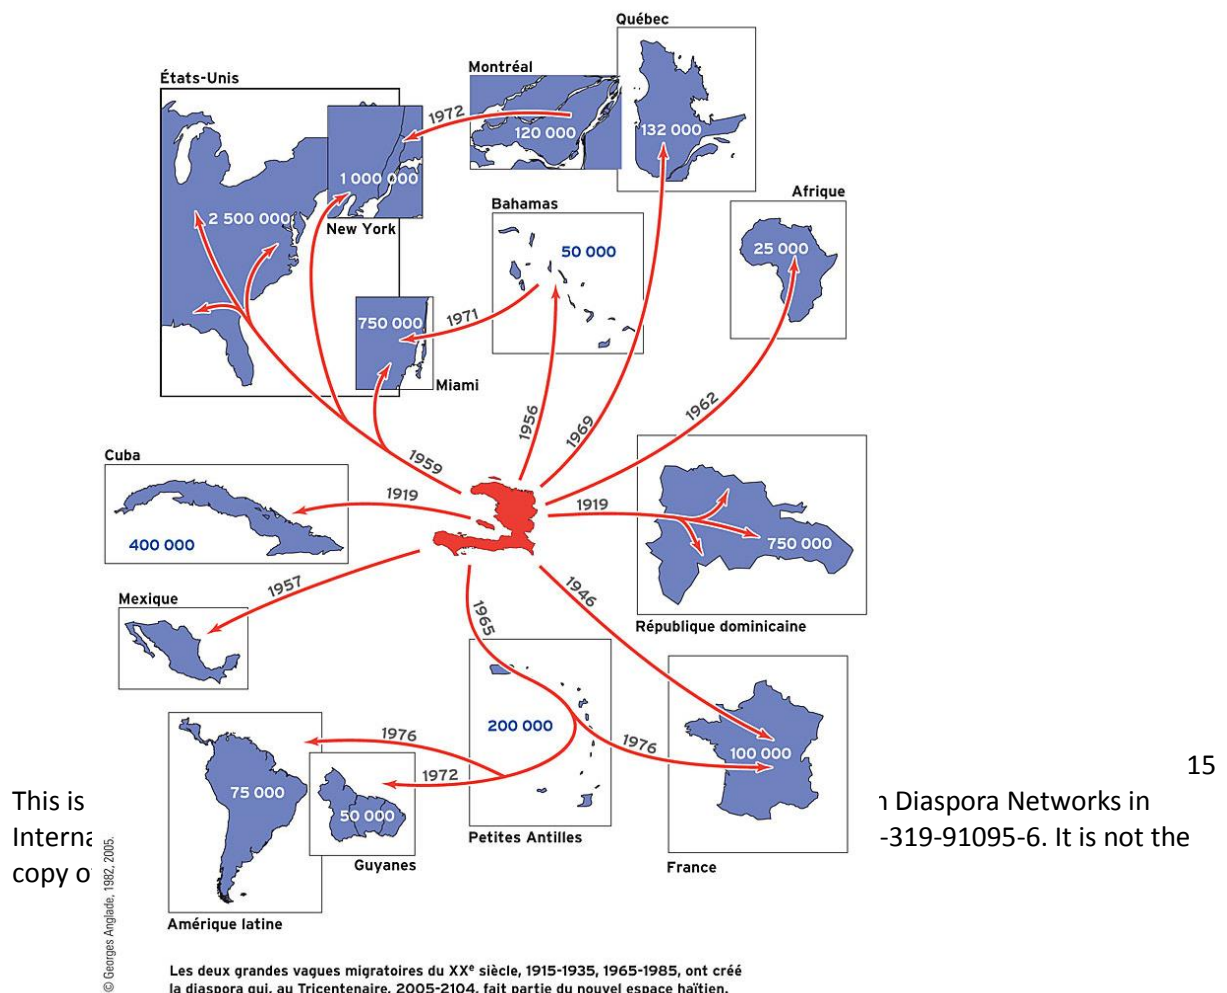 Québec
Montréal
États-Unis
1972
120 000
132 000
1 000 000
Afrique
2 500 000
Bahamas
New York
50 000
25 000
750 000
1971
Miami
1962
1956
1969
Cuba
1959
1919
1919
400 000
750 000
1957
1946
Mexique
1965
République dominicaine
200 000
1976
1976
100 000
1972
75 000
50 000
Petites Antilles
Guyanes
France
Amérique latine
15
This is
Diaspora Networks in
Interna
-319-91095-6. It is not the
copy o
© Georges Anglade, 1982, 2005.
Les deux grandes vagues migratoires du XXe siècle, 1915-1935, 1965-1985, ont créé
la diaspora qui, au Tricentenaire, 2005-2104, fait partie du nouvel espace haïtien.